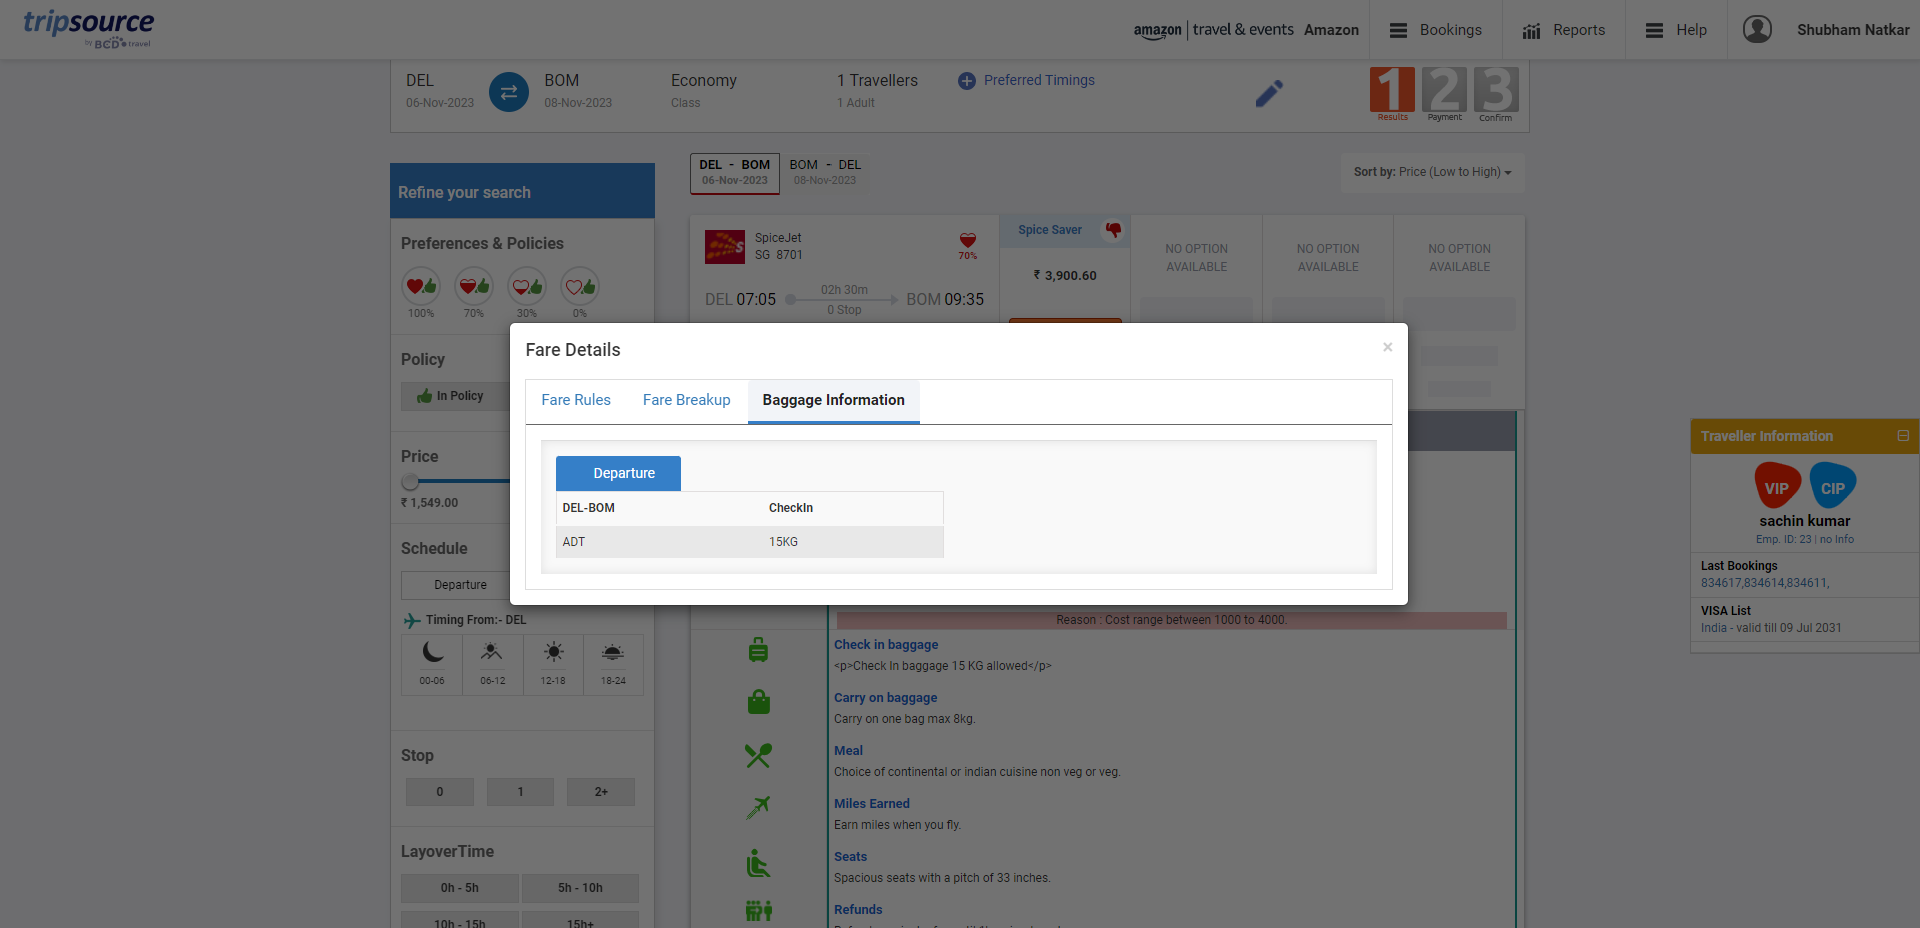 tripsource
by BCD travel
amazon | travel & events Amazon
Bookings
Reports
Help
Shubham Natkar
DEL
06-Nov-2023
BOM
08-Nov-2023
Economy
Class
1 Travellers
1 Adult
Preferred Timings
1 2 3
Results Payment Confirm
Refine your search
Preferences & Policies
100% 70% 30% 0%
Policy
In Policy
Price
₹ 1,549.00
Schedule
Departure
Timing From:- DEL
00-06 06-12 12-18 18-24
Stop
0 1 2+
LayoverTime
0h - 5h 5h - 10h
10h - 15h 15h+
DEL - BOM
06-Nov-2023
BOM - DEL
08-Nov-2023
Sort by: Price (Low to High)
SpiceJet
SG 8701
70%
DEL 07:05
02h 30m
0 Stop
BOM 09:35
Spice Saver
₹ 3,900.60
NO OPTION
AVAILABLE
NO OPTION
AVAILABLE
NO OPTION
AVAILABLE
Fare Details
×
Fare Rules
Fare Breakup
Baggage Information
Departure
DEL-BOM CheckIn
ADT 15KG
Reason : Cost range between 1000 to 4000.
Check in baggage
<p>Check In baggage 15 KG allowed</p>
Carry on baggage
Carry on one bag max 8kg.
Meal
Choice of continental or indian cuisine non veg or veg.
Miles Earned
Earn miles when you fly.
Seats
Spacious seats with a pitch of 33 inches.
Refunds
Traveller Information
VIP CIP
sachin kumar
Emp. ID: 23 | no Info
Last Bookings
834617,834614,834611,
VISA List
India - valid till 09 Jul 2031